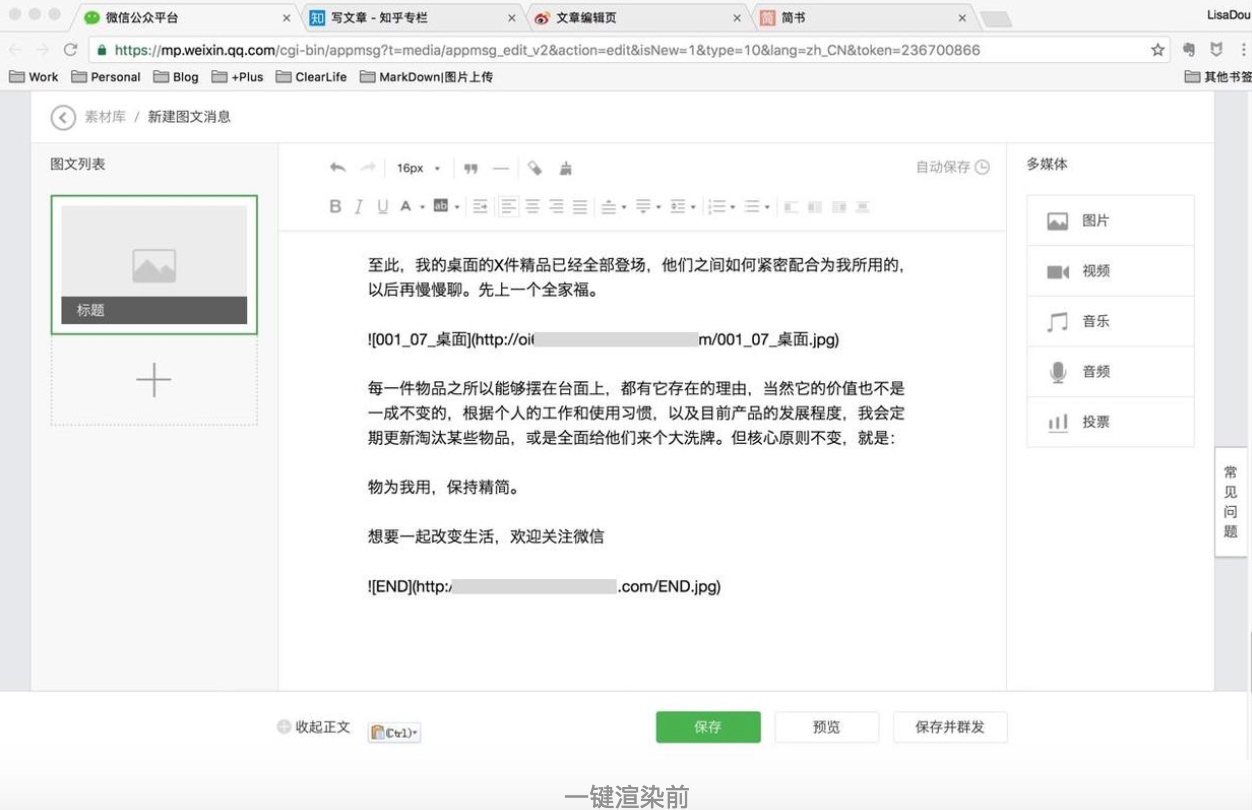 微信公众平台
写文章 - 知乎专栏
文章编辑页
简书
LisaDou
https://mp.weixin.qq.com/cgi-bin/appmsg?t=media/appmsg_edit_v2&action=edit&isNew=1&type=10&lang=zh_CN&token=236700866
Work Personal Blog +Plus ClearLife MarkDown|图片上传 其他书签
素材库 / 新建图文消息
图文列表
标题
16px
自动保存
B I U A ab
至此，我的桌面的X件精品已经全部登场，他们之间如何紧密配合为我所用的，
以后再慢慢聊。先上一个全家福。
![001_07_桌面](http://oi m/001_07_桌面.jpg)
每一件物品之所以能够摆在台面上，都有它存在的理由，当然它的价值也不是
一成不变的，根据个人的工作和使用习惯，以及目前产品的发展程度，我会定
期更新淘汰某些物品，或是全面给他们来个大洗牌。但核心原则不变，就是：
物为我用，保持精简。
想要一起改变生活，欢迎关注微信
![END](http:/ .com/END.jpg)
多媒体
图片
视频
音乐
音频
投票
常见问题
收起正文
(Ctrl)
保存
预览
保存并群发
一键渲染前